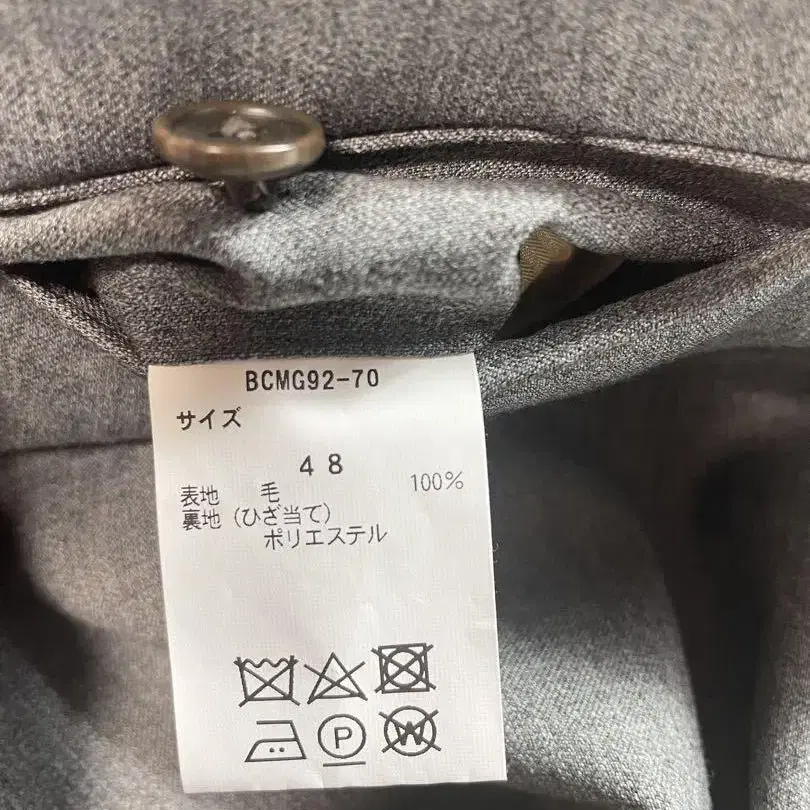 BCMG92-70
サイズ
48
表地 毛 100%
裏地(ひざ当て)
ポリエステル
P
W